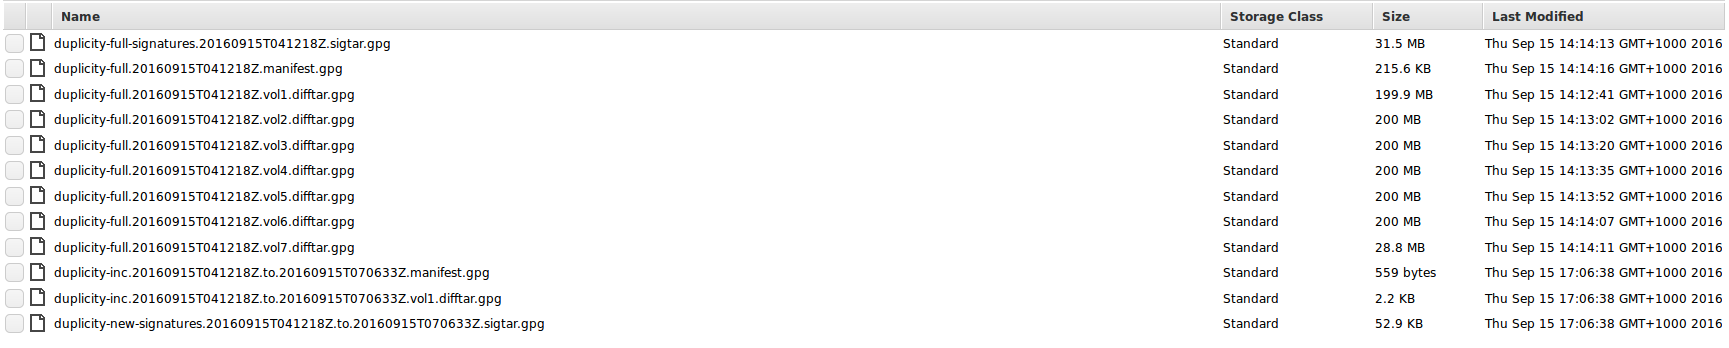 Name Storage Class Size Last Modified
duplicity-full-signatures.20160915T041218Z.sigtar.gpg Standard 31.5 MB Thu Sep 15 14:14:13 GMT+1000 2016
duplicity-full.20160915T041218Z.manifest.gpg Standard 215.6 KB Thu Sep 15 14:14:16 GMT+1000 2016
duplicity-full.20160915T041218Z.vol1.difftar.gpg Standard 199.9 MB Thu Sep 15 14:12:41 GMT+1000 2016
duplicity-full.20160915T041218Z.vol2.difftar.gpg Standard 200 MB Thu Sep 15 14:13:02 GMT+1000 2016
duplicity-full.20160915T041218Z.vol3.difftar.gpg Standard 200 MB Thu Sep 15 14:13:20 GMT+1000 2016
duplicity-full.20160915T041218Z.vol4.difftar.gpg Standard 200 MB Thu Sep 15 14:13:35 GMT+1000 2016
duplicity-full.20160915T041218Z.vol5.difftar.gpg Standard 200 MB Thu Sep 15 14:13:52 GMT+1000 2016
duplicity-full.20160915T041218Z.vol6.difftar.gpg Standard 200 MB Thu Sep 15 14:14:07 GMT+1000 2016
duplicity-full.20160915T041218Z.vol7.difftar.gpg Standard 28.8 MB Thu Sep 15 14:14:11 GMT+1000 2016
duplicity-inc.20160915T041218Z.to.20160915T070633Z.manifest.gpg Standard 559 bytes Thu Sep 15 17:06:38 GMT+1000 2016
duplicity-inc.20160915T041218Z.to.20160915T070633Z.vol1.difftar.gpg Standard 2.2 KB Thu Sep 15 17:06:38 GMT+1000 2016
duplicity-new-signatures.20160915T041218Z.to.20160915T070633Z.sigtar.gpg Standard 52.9 KB Thu Sep 15 17:06:38 GMT+1000 2016